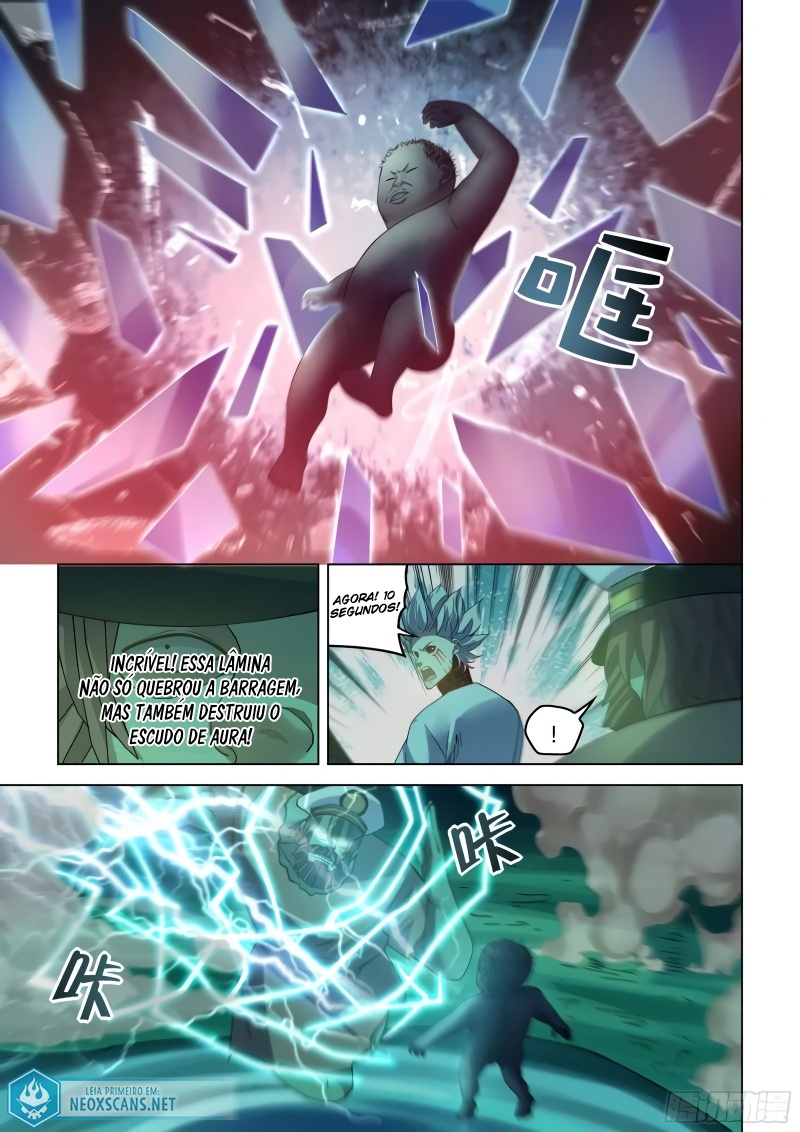 哐
INCRÍVEL! ESSA LÂMINA
NÃO SÓ QUEBROU A BARRAGEM,
MAS TAMBÉM DESTRUIU O
ESCUDO DE AURA!
AGORA! 10
SEGUNDOS!
!
咔
咔
LEIA PRIMEIRO EM:
NEOXSCANS.NET